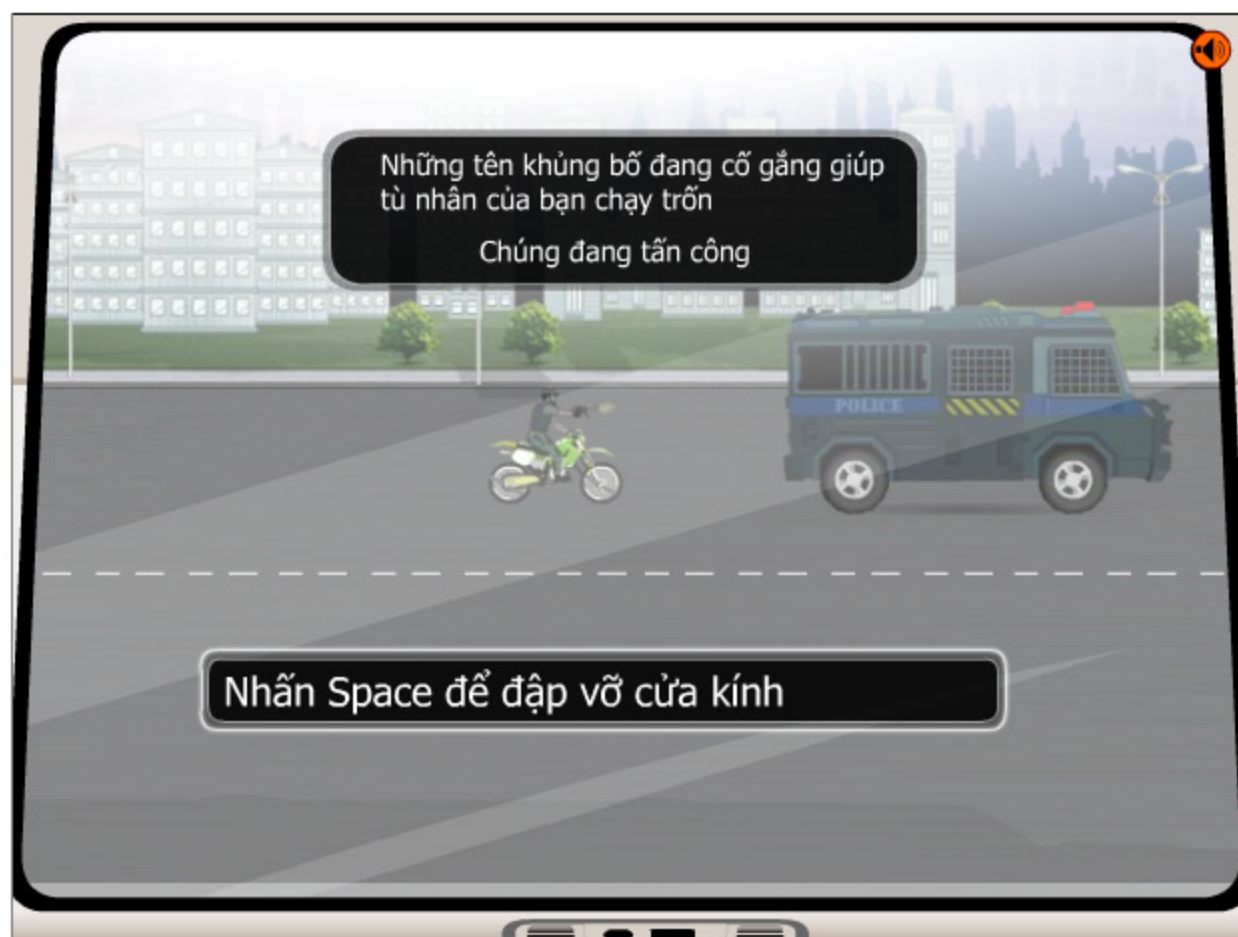 Những tên khủng bố đang cố gắng giúp
tù nhân của bạn chạy trốn
Chúng đang tấn công
POLICE
Nhấn Space để đập vỡ cửa kính